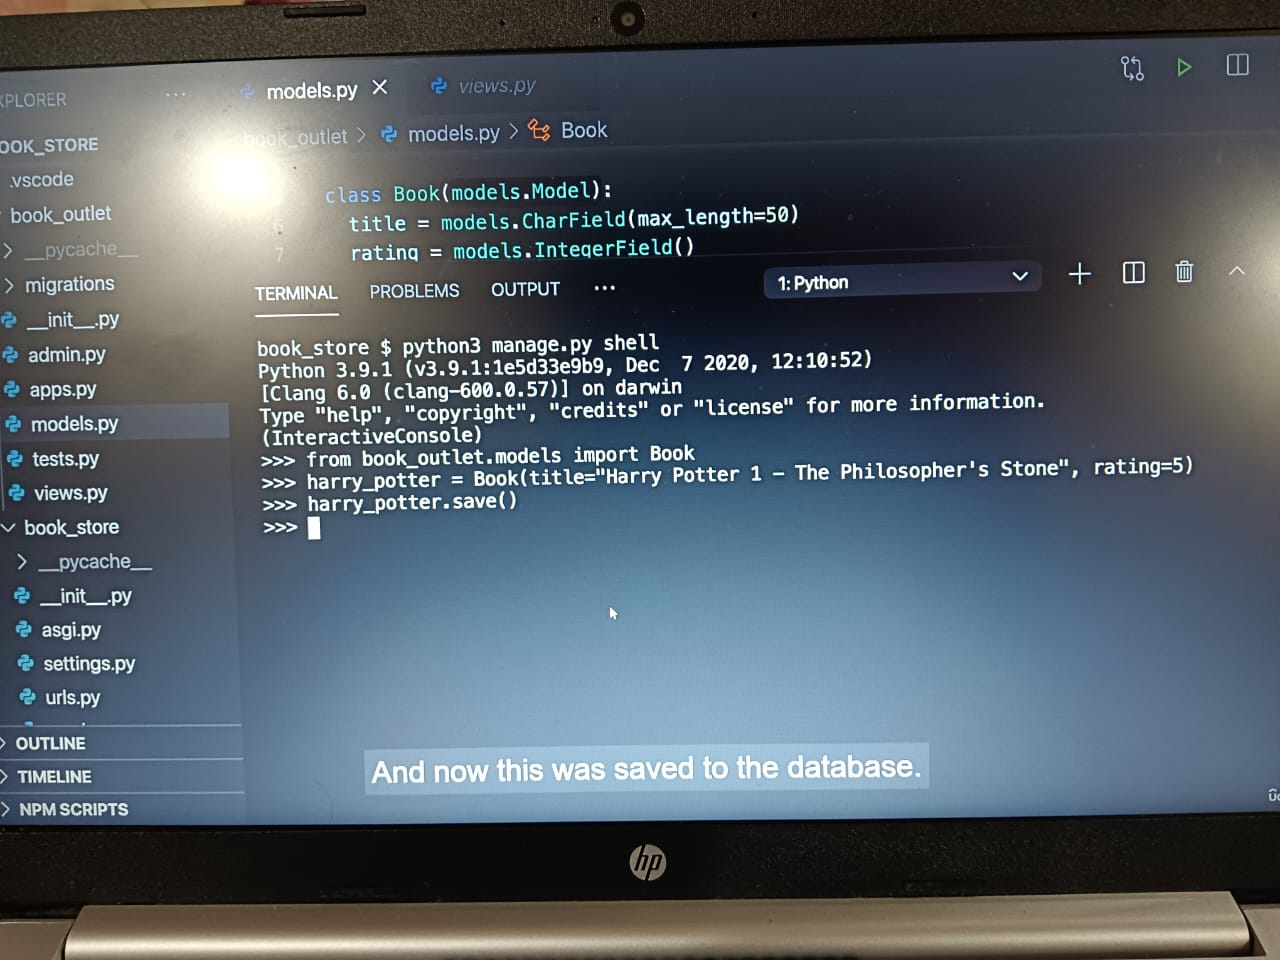 XPLORER
...
models.py
views.py
OOK_STORE
book_outlet > models.py > Book
.vscode
book_outlet
__pycache__
migrations
__init__.py
admin.py
apps.py
models.py
tests.py
views.py
book_store
__pycache__
__init__.py
asgi.py
settings.py
urls.py
OUTLINE
TIMELINE
NPM SCRIPTS
class Book(models.Model):
title = models.CharField(max_length=50)
7 rating = models.IntegerField()
TERMINAL PROBLEMS OUTPUT ...
1: Python
book_store $ python3 manage.py shell
Python 3.9.1 (v3.9.1:1e5d33e9b9, Dec  7 2020, 12:10:52)
[Clang 6.0 (clang-600.0.57)] on darwin
Type "help", "copyright", "credits" or "license" for more information.
(InteractiveConsole)
>>> from book_outlet.models import Book
>>> harry_potter = Book(title="Harry Potter 1 – The Philosopher's Stone", rating=5)
>>> harry_potter.save()
>>>
And now this was saved to the database.
hp